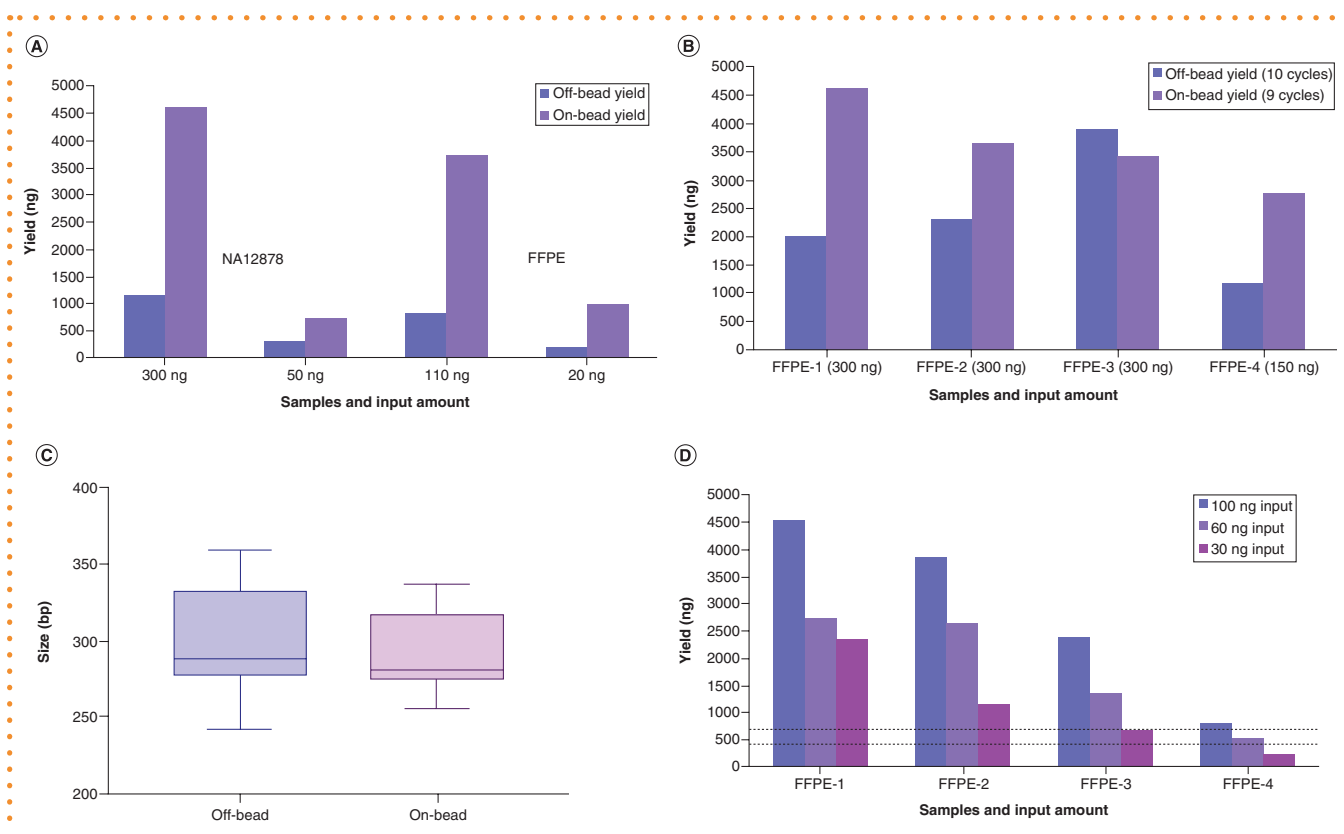 A
5000
4500
4000
3500
3000
2500
2000
1500
1000
500
0
Yield (ng)
Off-bead yield
On-bead yield
NA12878
FFPE
300 ng 50 ng 110 ng 20 ng
Samples and input amount
B
5000
4500
4000
3500
3000
2500
2000
1500
1000
500
0
Yield (ng)
Off-bead yield (10 cycles)
On-bead yield (9 cycles)
FFPE-1 (300 ng) FFPE-2 (300 ng) FFPE-3 (300 ng) FFPE-4 (150 ng)
Samples and input amount
C
400
350
300
250
200
Size (bp)
Off-bead On-bead
D
5000
4500
4000
3500
3000
2500
2000
1500
1000
500
0
Yield (ng)
100 ng input
60 ng input
30 ng input
FFPE-1 FFPE-2 FFPE-3 FFPE-4
Samples and input amount